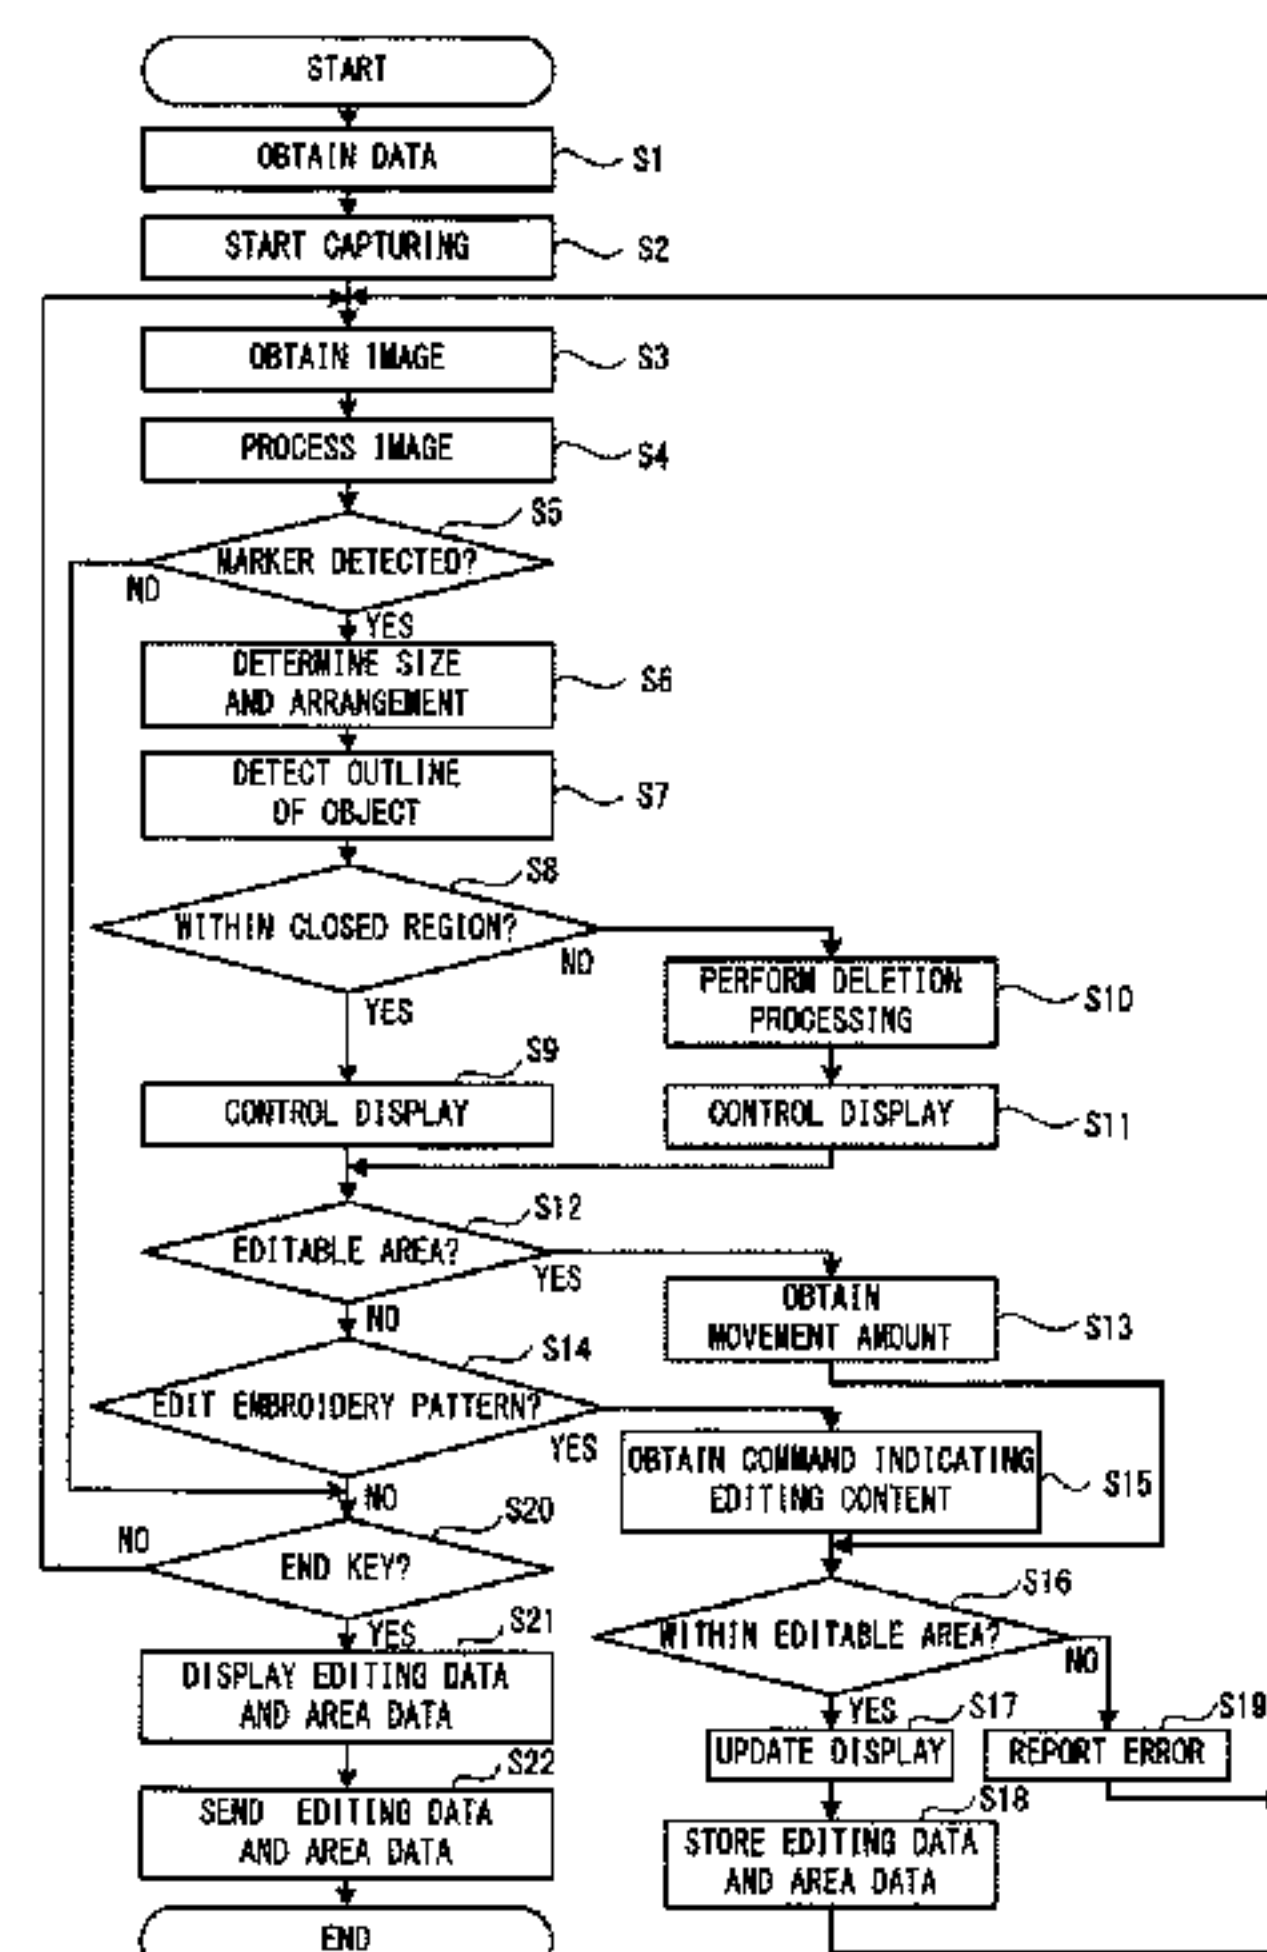 START
OBTAIN DATA
S1
START CAPTURING
S2
OBTAIN IMAGE
S3
PROCESS IMAGE
S4
S5
MARKER DETECTED?
NO
YES
DETERMINE SIZE
AND ARRANGEMENT
S6
DETECT OUTLINE
OF OBJECT
S7
S8
WITHIN CLOSED REGION?
NO
YES
PERFORM DELETION
PROCESSING
S10
S9
CONTROL DISPLAY
CONTROL DISPLAY
S11
S12
EDITABLE AREA?
YES
NO
OBTAIN
MOVEMENT AMOUNT
S13
S14
EDIT EMBROIDERY PATTERN?
YES
NO
OBTAIN COMMAND INDICATING
EDITING CONTENT
S15
S20
NO
END KEY?
YES
S16
WITHIN EDITABLE AREA?
NO
YES
S21
DISPLAY EDITING DATA
AND AREA DATA
S17
UPDATE DISPLAY
S19
REPORT ERROR
S22
SEND EDITING DATA
AND AREA DATA
S18
STORE EDITING DATA
AND AREA DATA
END